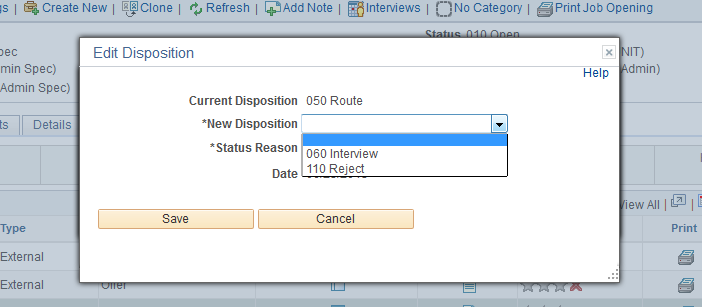 gs | Create New | Clone | Refresh | Add Note | Interviews | No Category | Print Job Opening
Status 010 Open
ec
NIT)
min Spec)
Admin)
Admin Spec)
Edit Disposition
Help
Current Disposition 050 Route
*New Disposition
060 Interview
110 Reject
*Status Reason
Date
Save Cancel
ts Details
View All |
Type Print
External
External Offer